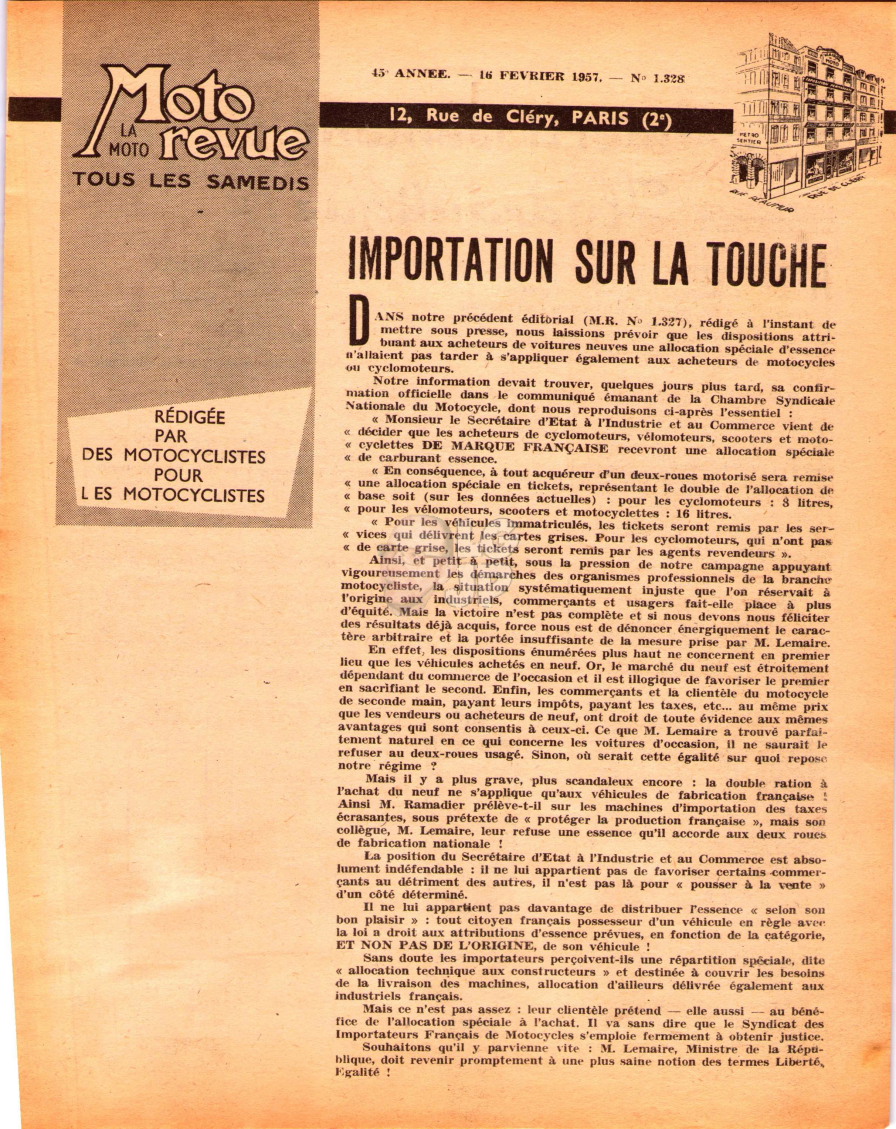 Moto
LA
MOTO revue
TOUS LES SAMEDIS
45e ANNEE. — 16 FEVRIER 1957. — No 1.328
12, Rue de Cléry, PARIS (2e)
METRO
SENTIER
RUE REAUMUR
RUE DE CLERY
RÉDIGÉE
PAR
DES MOTOCYCLISTES
POUR
LES MOTOCYCLISTES
IMPORTATION SUR LA TOUCHE
DANS notre précédent éditorial (M.R. No 1.327), rédigé à l'instant de
mettre sous presse, nous laissions prévoir que les dispositions attri-
buant aux acheteurs de voitures neuves une allocation spéciale d'essence
n'allaient pas tarder à s'appliquer également aux acheteurs de motocycles
ou cyclomoteurs.
Notre information devait trouver, quelques jours plus tard, sa confir-
mation officielle dans le communiqué émanant de la Chambre Syndicale
Nationale du Motocycle, dont nous reproduisons ci-après l'essentiel :
« Monsieur le Secrétaire d'Etat à l'Industrie et au Commerce vient de
« décider que les acheteurs de cyclomoteurs, vélomoteurs, scooters et moto-
« cyclettes DE MARQUE FRANÇAISE recevront une allocation spéciale
« de carburant essence.
« En conséquence, à tout acquéreur d'un deux-roues motorisé sera remise
« une allocation spéciale en tickets, représentant le double de l'allocation de
« base soit (sur les données actuelles) : pour les cyclomoteurs : 8 litres,
« pour les vélomoteurs, scooters et motocyclettes : 16 litres.
« Pour les véhicules immatriculés, les tickets seront remis par les ser-
« vices qui délivrent les cartes grises. Pour les cyclomoteurs, qui n'ont pas
« de carte grise, les tickets seront remis par les agents revendeurs ».
Ainsi, et petit à petit, sous la pression de notre campagne appuyant
vigoureusement les démarches des organismes professionnels de la branche
motocycliste, la situation systématiquement injuste que l'on réservait à
l'origine aux industriels, commerçants et usagers fait-elle place à plus
d'équité. Mais la victoire n'est pas complète et si nous devons nous féliciter
des résultats déjà acquis, force nous est de dénoncer énergiquement le carac-
tère arbitraire et la portée insuffisante de la mesure prise par M. Lemaire.
En effet, les dispositions énumérées plus haut ne concernent en premier
lieu que les véhicules achetés en neuf. Or, le marché du neuf est étroitement
dépendant du commerce de l'occasion et il est illogique de favoriser le premier
en sacrifiant le second. Enfin, les commerçants et la clientèle du motocycle
de seconde main, payant leurs impôts, payant les taxes, etc... au même prix
que les vendeurs ou acheteurs de neuf, ont droit de toute évidence aux mêmes
avantages qui sont consentis à ceux-ci. Ce que M. Lemaire a trouvé parfai-
tement naturel en ce qui concerne les voitures d'occasion, il ne saurait le
refuser au deux-roues usagé. Sinon, où serait cette égalité sur quoi repose
notre régime ?
Mais il y a plus grave, plus scandaleux encore : la double ration à
l'achat du neuf ne s'applique qu'aux véhicules de fabrication française !
Ainsi M. Ramadier prélève-t-il sur les machines d'importation des taxes
écrasantes, sous prétexte de « protéger la production française », mais son
collègue, M. Lemaire, leur refuse une essence qu'il accorde aux deux roues
de fabrication nationale !
La position du Secrétaire d'Etat à l'Industrie et au Commerce est abso-
lument indéfendable : il ne lui appartient pas de favoriser certains commer-
çants au détriment des autres, il n'est pas là pour « pousser à la vente »
d'un côté déterminé.
Il ne lui appartient pas davantage de distribuer l'essence « selon son
bon plaisir » : tout citoyen français possesseur d'un véhicule en règle avec
la loi a droit aux attributions d'essence prévues, en fonction de la catégorie,
ET NON PAS DE L'ORIGINE, de son véhicule !
Sans doute les importateurs perçoivent-ils une répartition spéciale, dite
« allocation technique aux constructeurs » et destinée à couvrir les besoins
de la livraison des machines, allocation d'ailleurs délivrée également aux
industriels français.
Mais ce n'est pas assez : leur clientèle prétend — elle aussi — au béné-
fice de l'allocation spéciale à l'achat. Il va sans dire que le Syndicat des
Importateurs Français de Motocycles s'emploie fermement à obtenir justice.
Souhaitons qu'il y parvienne vite : M. Lemaire, Ministre de la Répu-
blique, doit revenir promptement à une plus saine notion des termes Liberté,
Egalité !